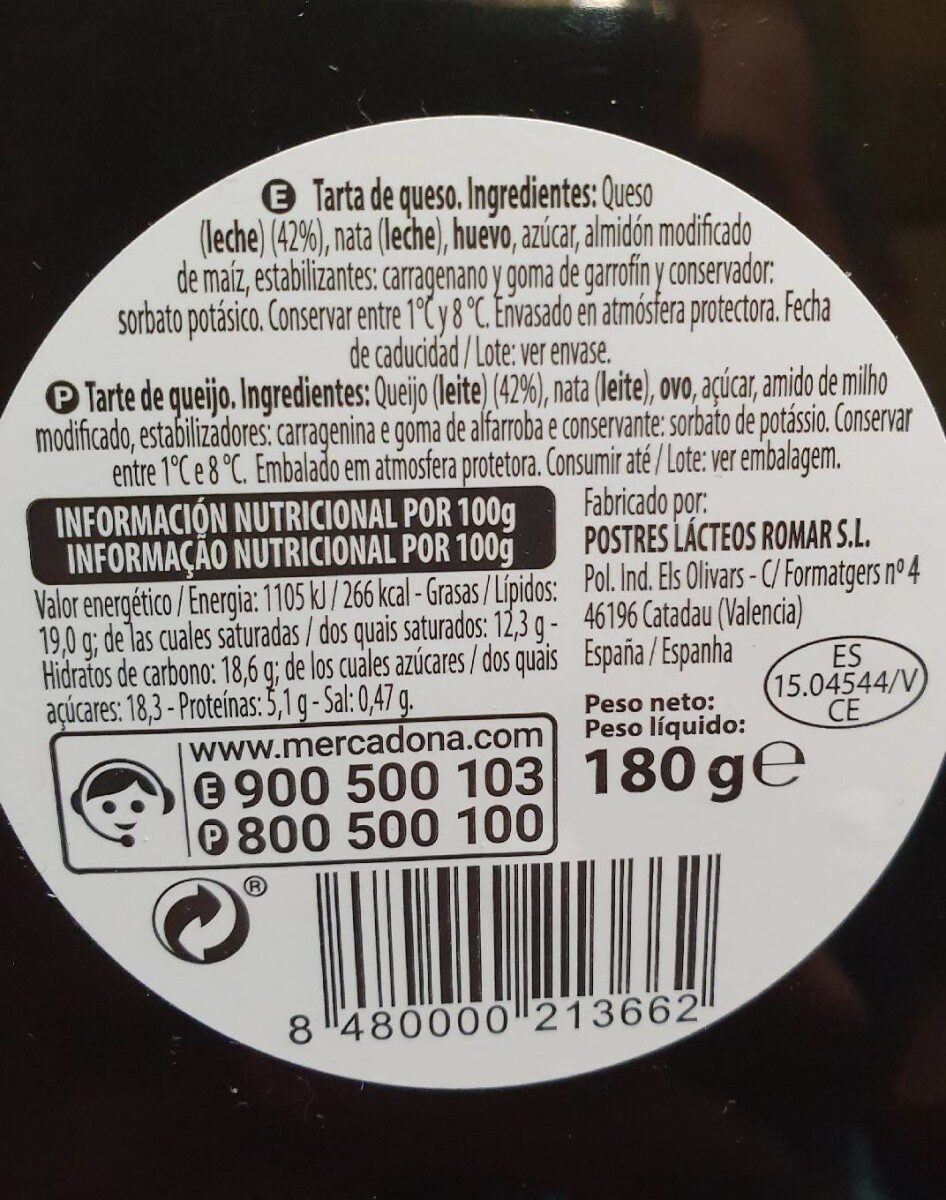 E Tarta de queso. Ingredientes: Queso
(leche) (42%), nata (leche), huevo, azúcar, almidón modificado
de maíz, estabilizantes: carragenano y goma de garrofín y conservador:
sorbato potásico. Conservar entre 1°C y 8 °C. Envasado en atmósfera protectora. Fecha
de caducidad / Lote: ver envase.
P Tarte de queijo. Ingredientes: Queijo (leite) (42%), nata (leite), ovo, açúcar, amido de milho
modificado, estabilizadores: carragenina e goma de alfarroba e conservante: sorbato de potássio. Conservar
entre 1°C e 8 °C. Embalado em atmosfera protetora. Consumir até / Lote: ver embalagem.
INFORMACIÓN NUTRICIONAL POR 100g
INFORMAÇÃO NUTRICIONAL POR 100g
Valor energético / Energia: 1105 kJ / 266 kcal - Grasas / Lípidos:
19,0 g; de las cuales saturadas / dos quais saturados: 12,3 g -
Hidratos de carbono: 18,6 g; de los cuales azúcares / dos quais
açúcares: 18,3 - Proteínas: 5,1 g - Sal: 0,47 g.
Fabricado por:
POSTRES LÁCTEOS ROMAR S.L.
Pol. Ind. Els Olivars - C/ Formatgers nº 4
46196 Catadau (Valencia)
España / Espanha
ES
15.04544/V
CE
Peso neto:
Peso líquido:
180 g e
www.mercadona.com
E 900 500 103
P 800 500 100
®
8 480000 213662